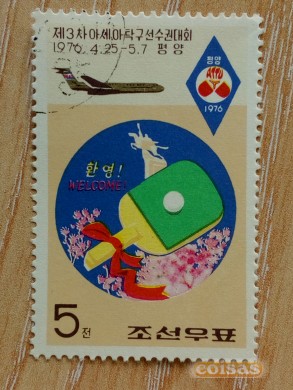 제3차 아세아탁구선수권대회
1976.4.25-5.7 평양
평양
ATTU
1976
환영!
WELCOME!
5전
조선우표
coisas